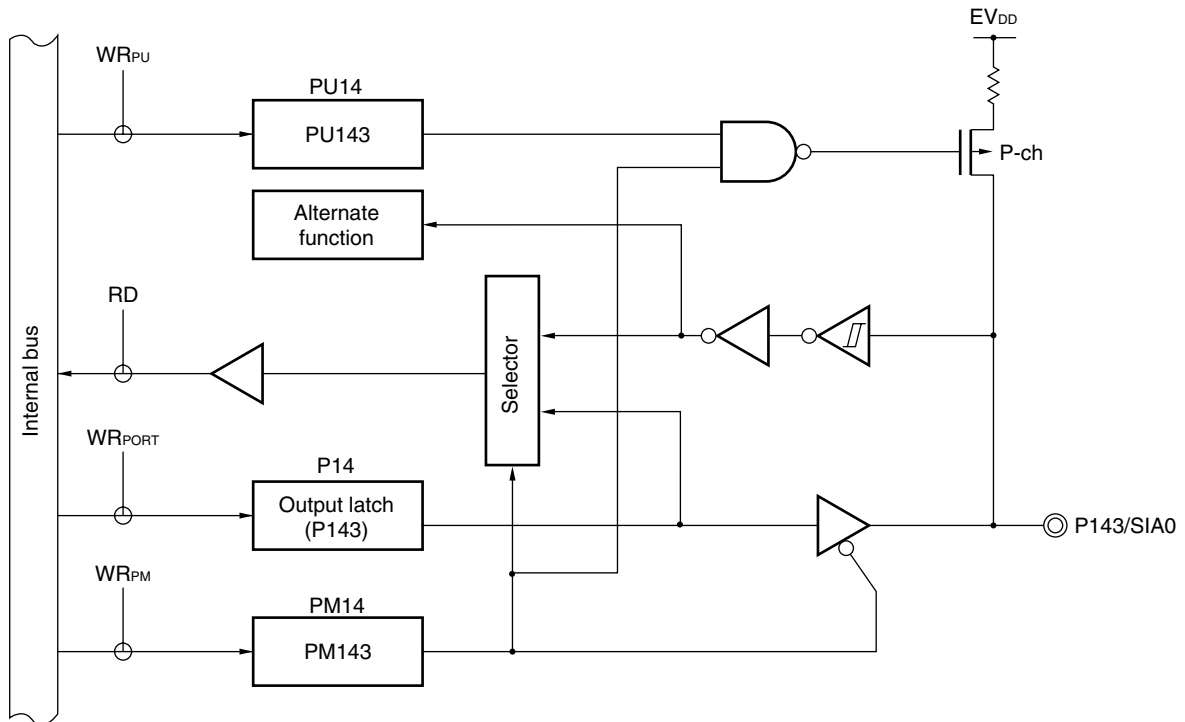 EVDD
WRPU
PU14
PU143
P-ch
Alternate
function
RD
Selector
Internal bus
WRPORT
P14
Output latch
(P143)
P143/SIA0
WRPM
PM14
PM143